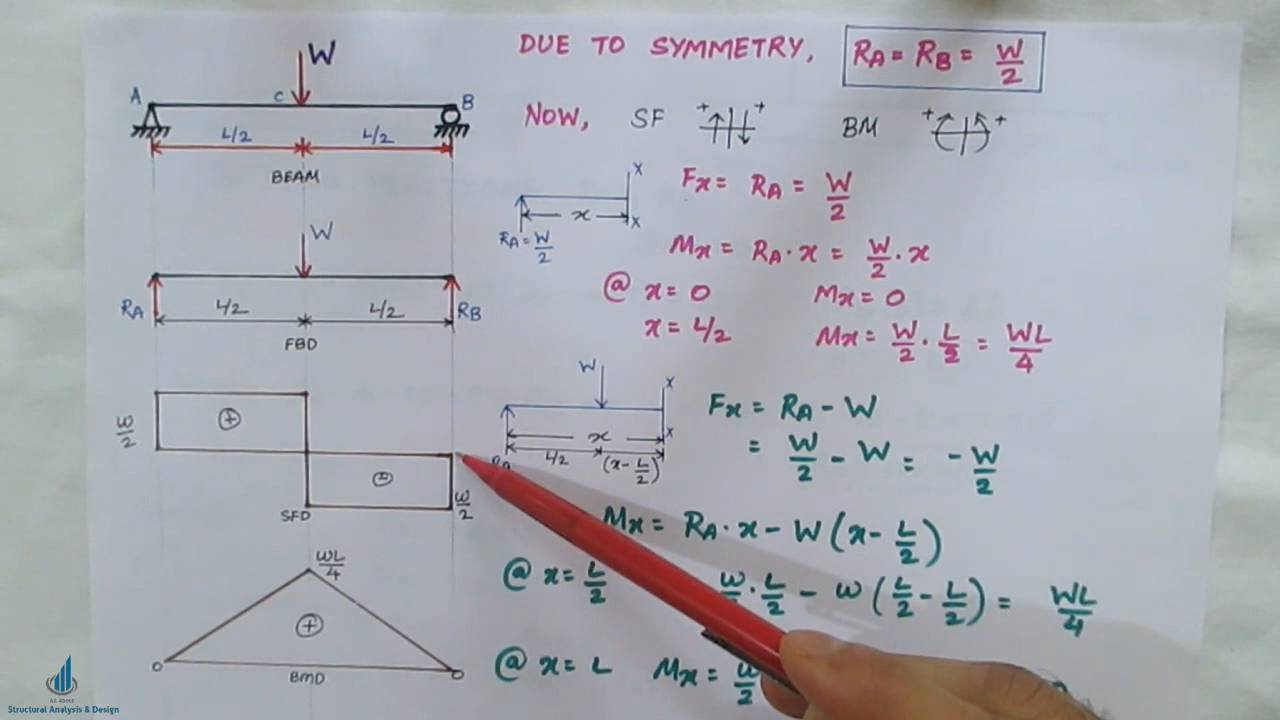 W
A
C
B
L/2
L/2
BEAM
W
RA
L/2
L/2
RB
FBD
W/2
+
-
W/2
SFD
WL/4
+
O
O
BMD
DUE TO SYMMETRY, RA = RB = W/2
NOW, SF + + BM + +
x
x
x
RA = W/2
Fx = RA = W/2
Mx = RA · x = W/2 · x
@ x = 0 Mx = 0
x = L/2 Mx = W/2 · L/2 = WL/4
W
x
x
x
L/2 (x - L/2)
Fx = RA - W
= W/2 - W = -W/2
Mx = RA · x - W (x - L/2)
@ x = L/2 W · L/2 - W (L/2 - L/2) = WL/4
@ x = L Mx = W/2
All About
Structural Analysis & Design